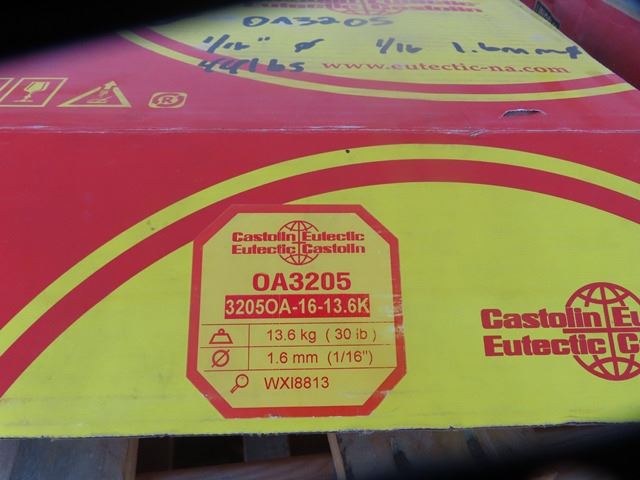 OA3205
1/16" ø 1/16 1.6mm
44lbs
www.eutectic-na.com
R
Castolin Eutectic
Eutectic Castolin
OA3205
3205OA-16-13.6K
13.6 kg (30 lb)
1.6 mm (1/16")
WXI8813
Castolin Eu
Eutectic Ca